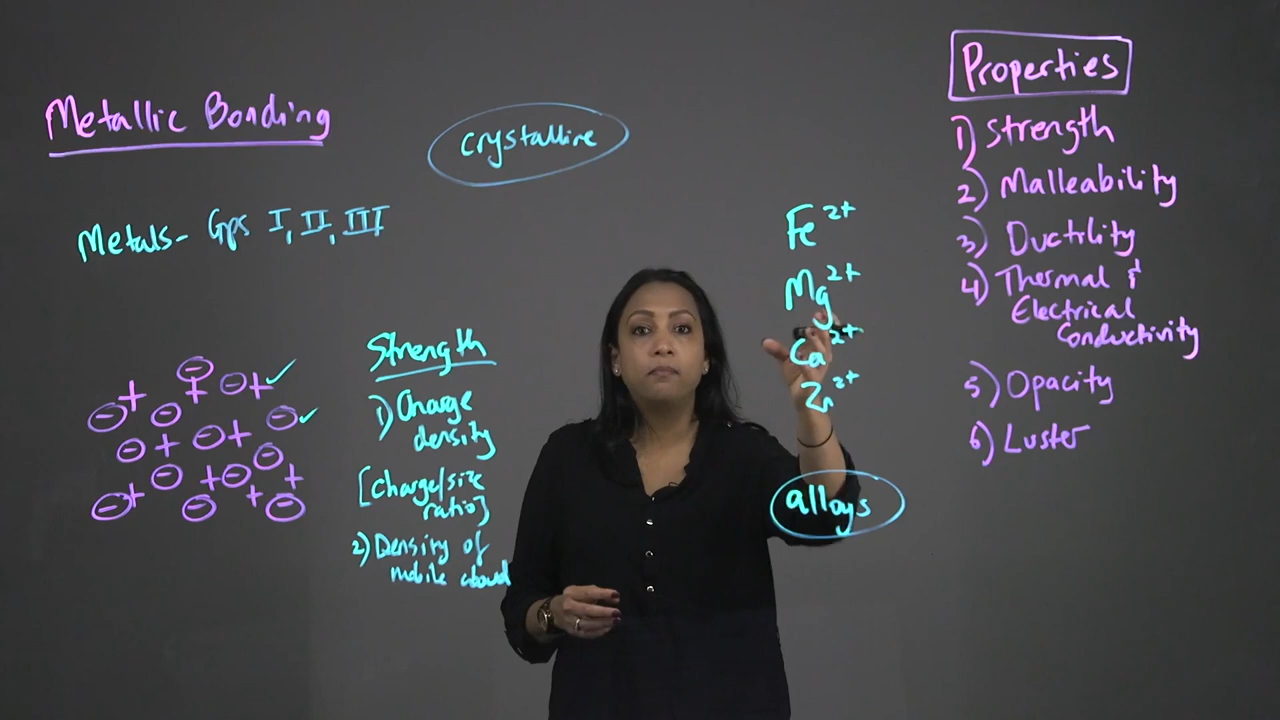 Metallic Bonding
Metals - Gps I, II, III
crystalline
Strength
1) Charge
density
[Charge/size
ratio]
2) Density of
mobile cloud
Fe²⁺
Mg²⁺
Ca²⁺
Zn²⁺
alloys
Properties
1) Strength
2) Malleability
3) Ductility
4) Thermal &
Electrical
Conductivity
5) Opacity
6) Luster